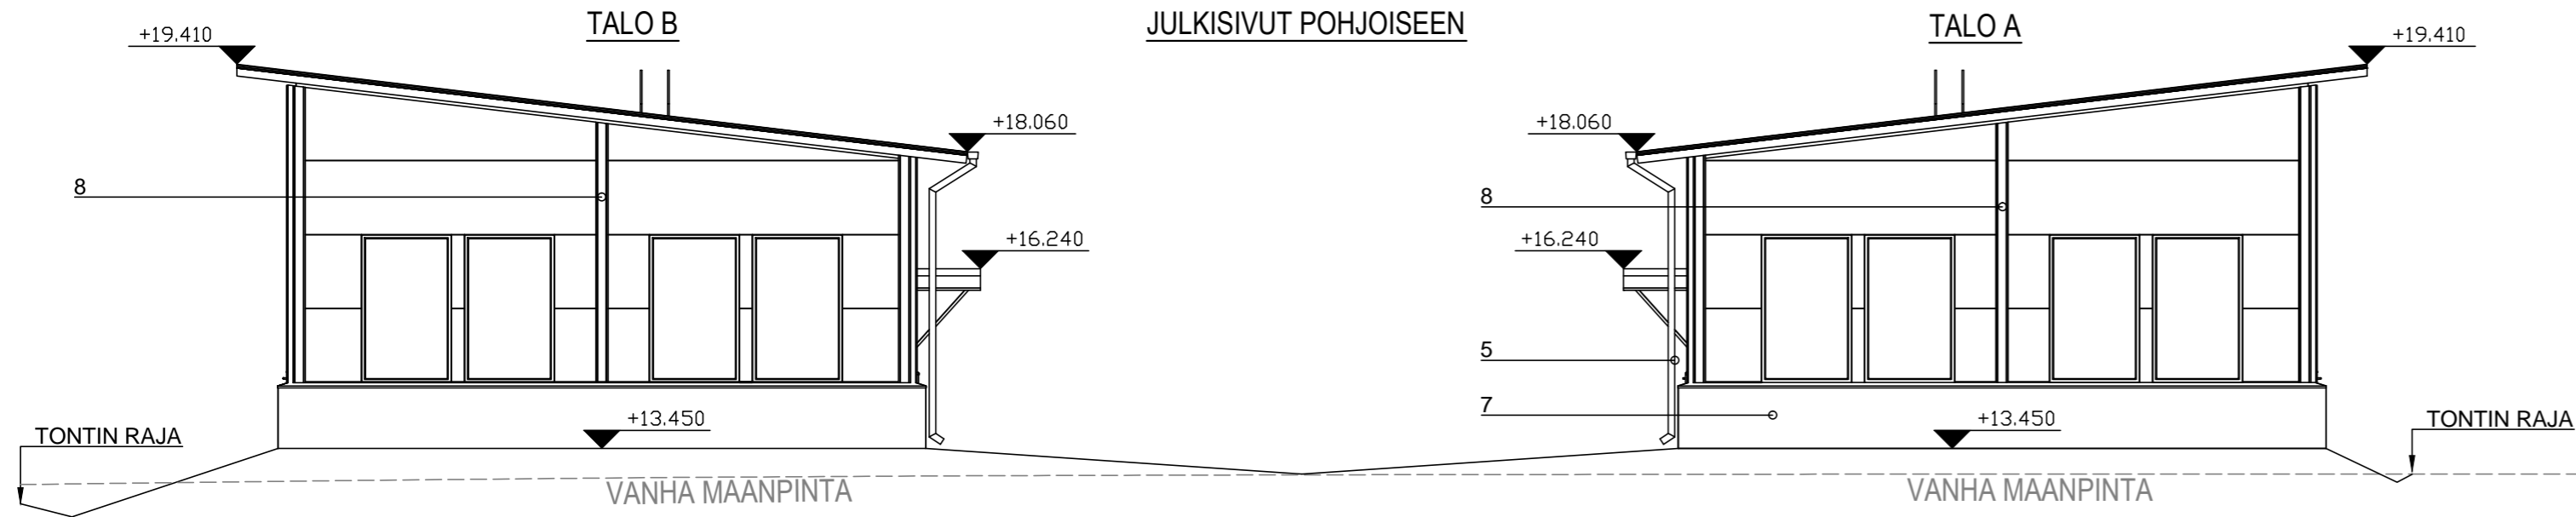 TALO B
JULKISIVUT POHJOISEEN
TALO A
+19.410
+19.410
+18.060
+18.060
8
8
+16.240
+16.240
5
7
+13.450
+13.450
TONTIN RAJA
TONTIN RAJA
VANHA MAANPINTA
VANHA MAANPINTA